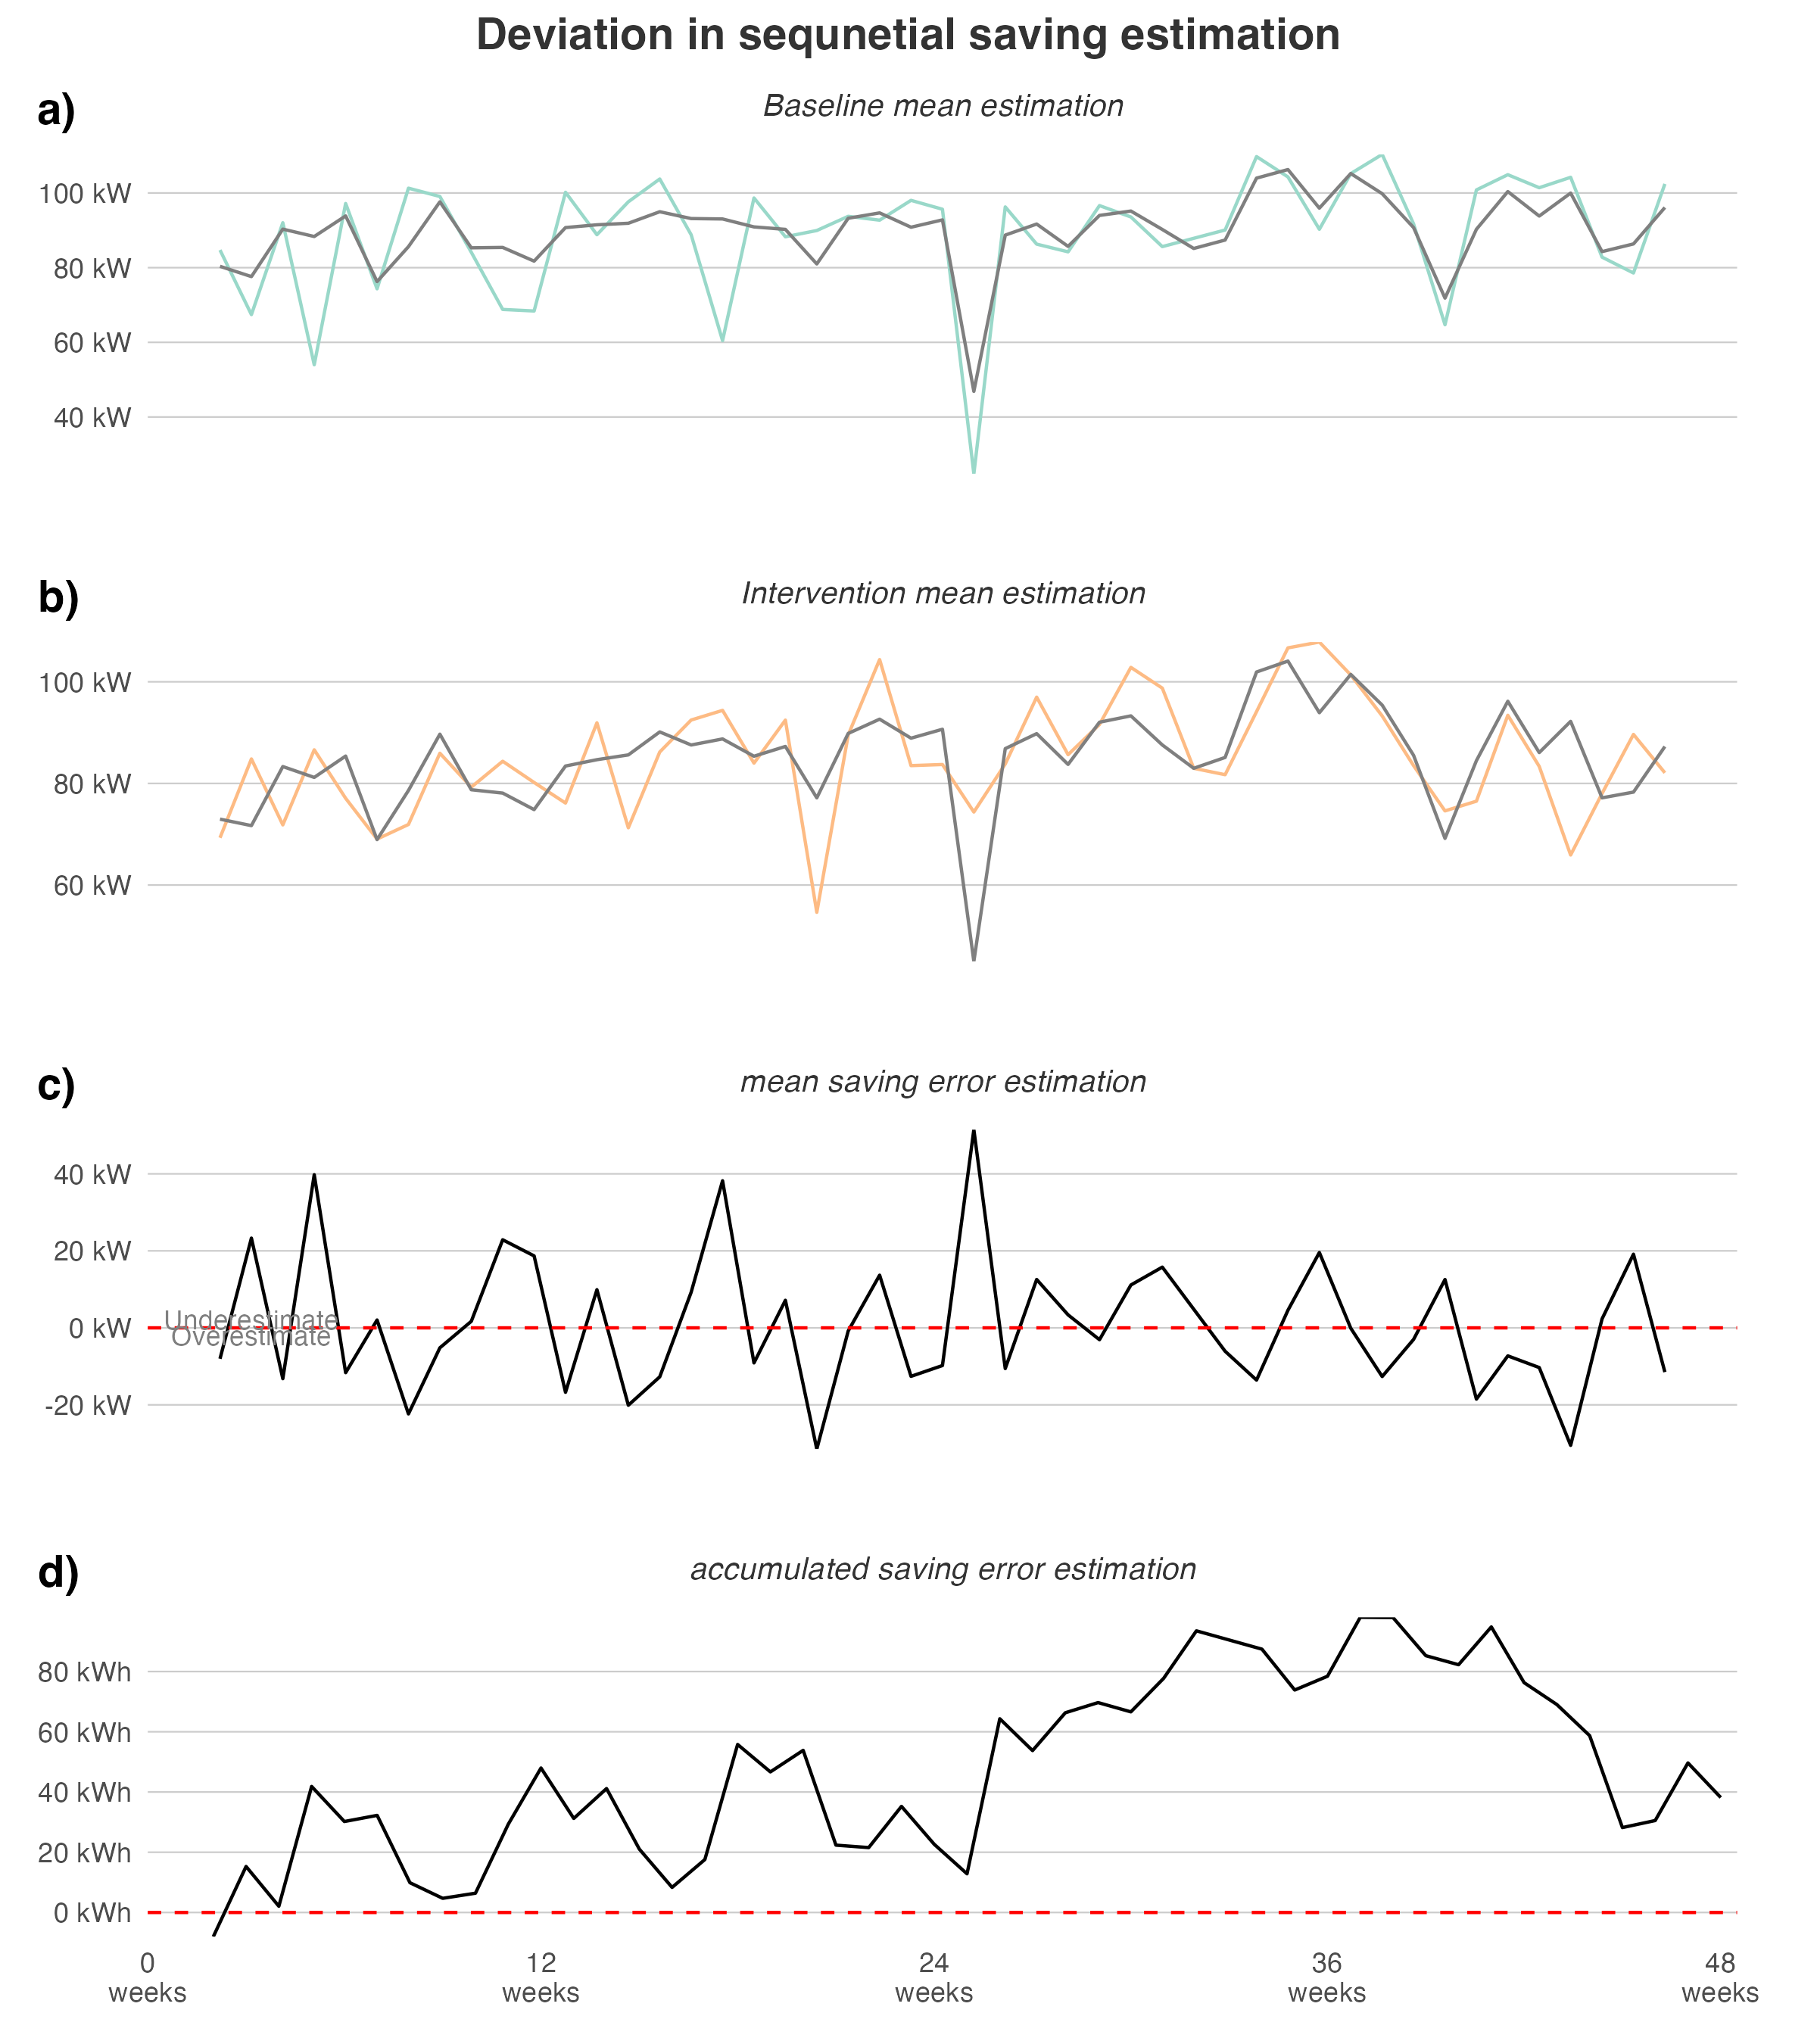 Deviation in sequnetial saving estimation
a)
Baseline mean estimation
100 kW
80 kW
60 kW
40 kW
b)
Intervention mean estimation
100 kW
80 kW
60 kW
c)
mean saving error estimation
40 kW
20 kW
0 kW
-20 kW
Underestimate
Overestimate
d)
accumulated saving error estimation
80 kWh
60 kWh
40 kWh
20 kWh
0 kWh
0 12 24 36 48
weeks weeks weeks weeks weeks